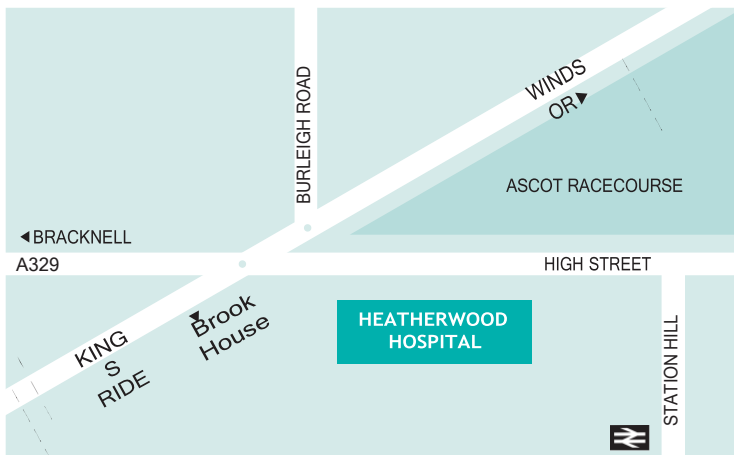 WINDS
OR
BURLEIGH ROAD
ASCOT RACECOURSE
BRACKNELL
A329
HIGH STREET
Brook
House
HEATHERWOOD
HOSPITAL
KING
S
RIDE
STATION HILL